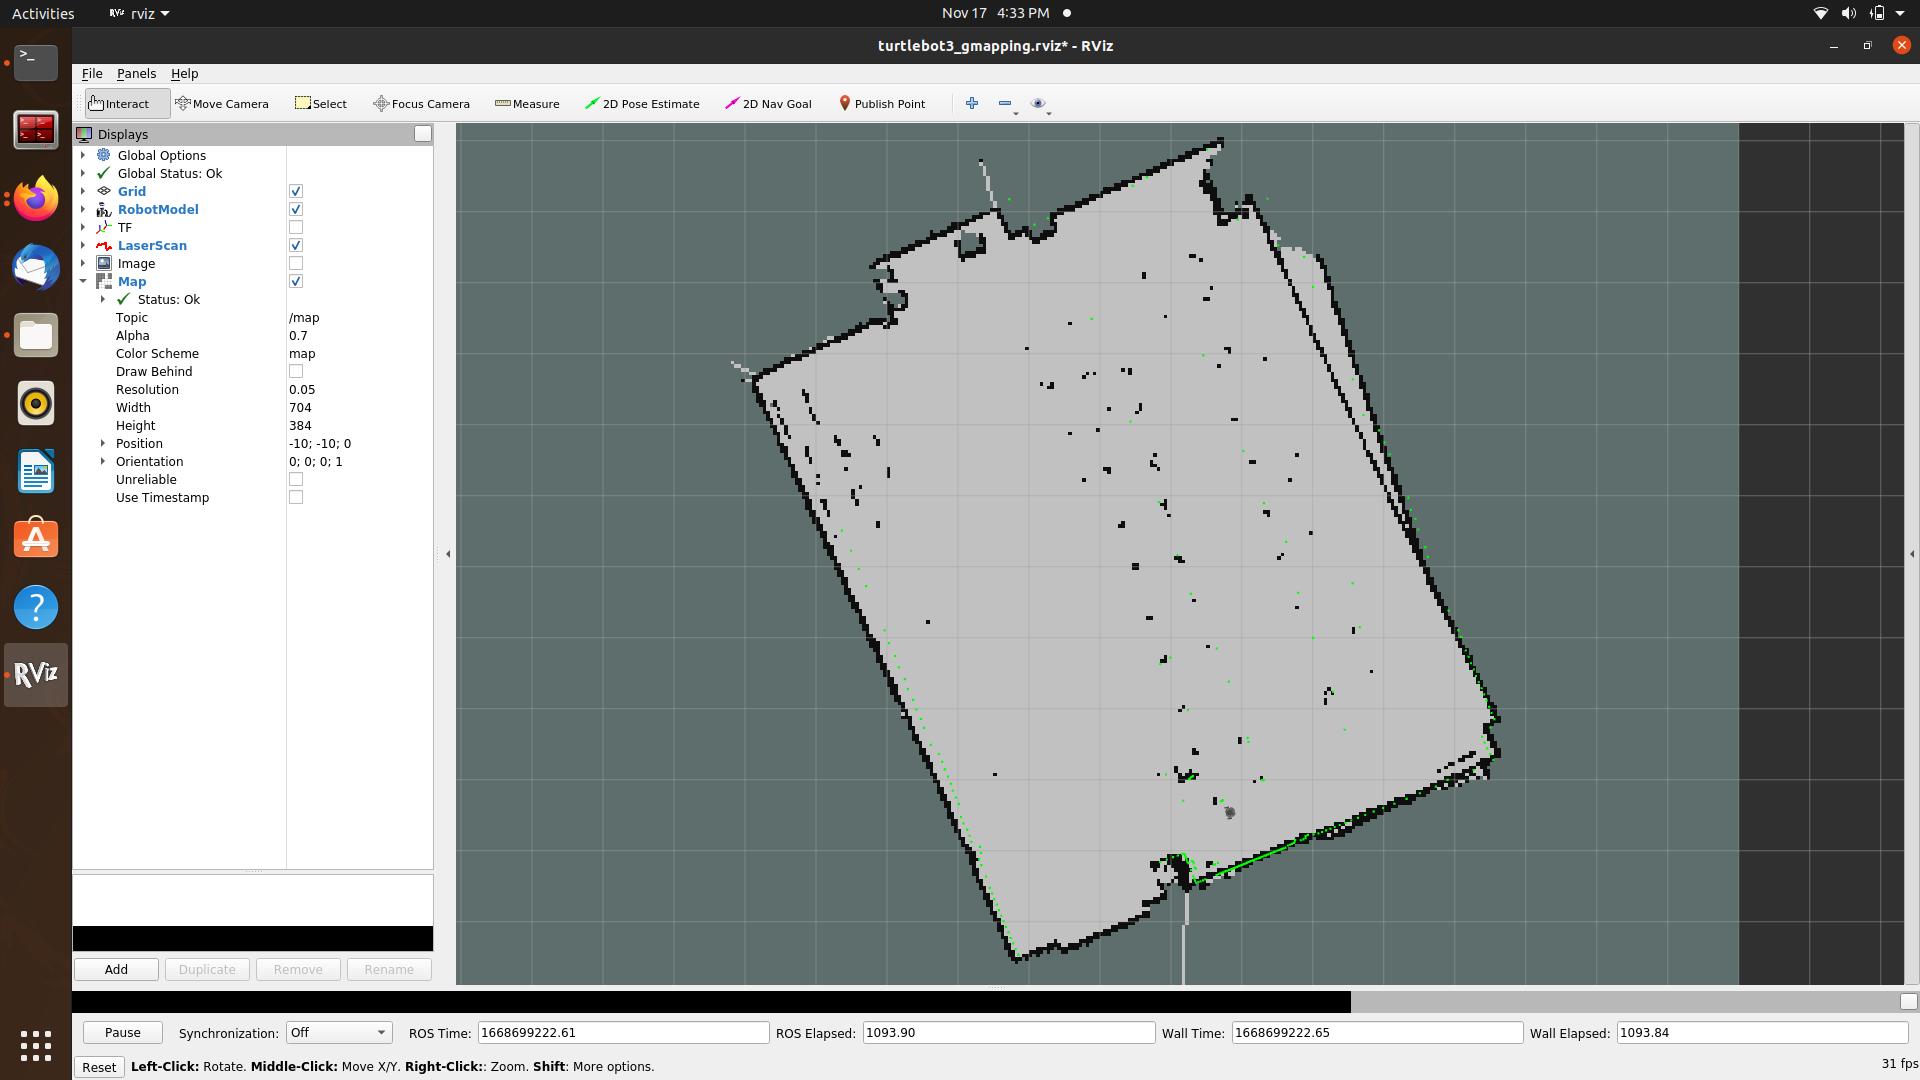 Activities RViz rviz Nov 17 4:33 PM
turtlebot3_gmapping.rviz* - RViz
File Panels Help
Interact Move Camera Select Focus Camera Measure 2D Pose Estimate 2D Nav Goal Publish Point
Displays
Global Options
Global Status: Ok
Grid
RobotModel
TF
LaserScan
Image
Map
Status: Ok
Topic /map
Alpha 0.7
Color Scheme map
Draw Behind
Resolution 0.05
Width 704
Height 384
Position -10; -10; 0
Orientation 0; 0; 0; 1
Unreliable
Use Timestamp
RViz
Add Duplicate Remove Rename
Pause Synchronization: Off ROS Time: 1668699222.61 ROS Elapsed: 1093.90 Wall Time: 1668699222.65 Wall Elapsed: 1093.84
Reset Left-Click: Rotate. Middle-Click: Move X/Y. Right-Click:: Zoom. Shift: More options. 31 fps